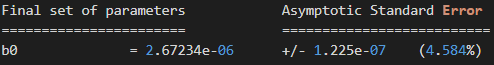 Final set of parameters            Asymptotic Standard Error
=======================            ==========================
b0              = 2.67234e-06      +/- 1.225e-07    (4.584%)